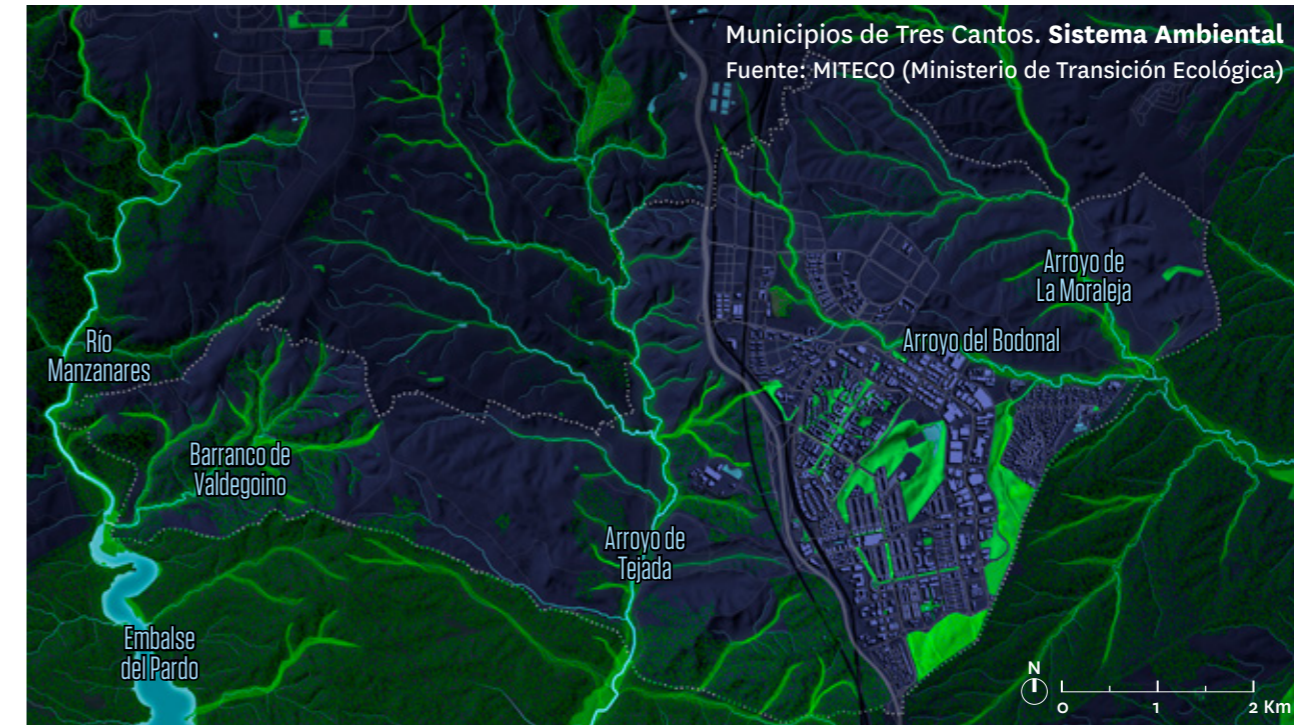 Municipios de Tres Cantos. Sistema Ambiental
Fuente: MITECO (Ministerio de Transición Ecológica)
Arroyo de
La Moraleja
Río
Manzanares
Arroyo del Bodonal
Barranco de
Valdegoino
Arroyo de
Tejada
Embalse
del Pardo
N
0 1 2 Km